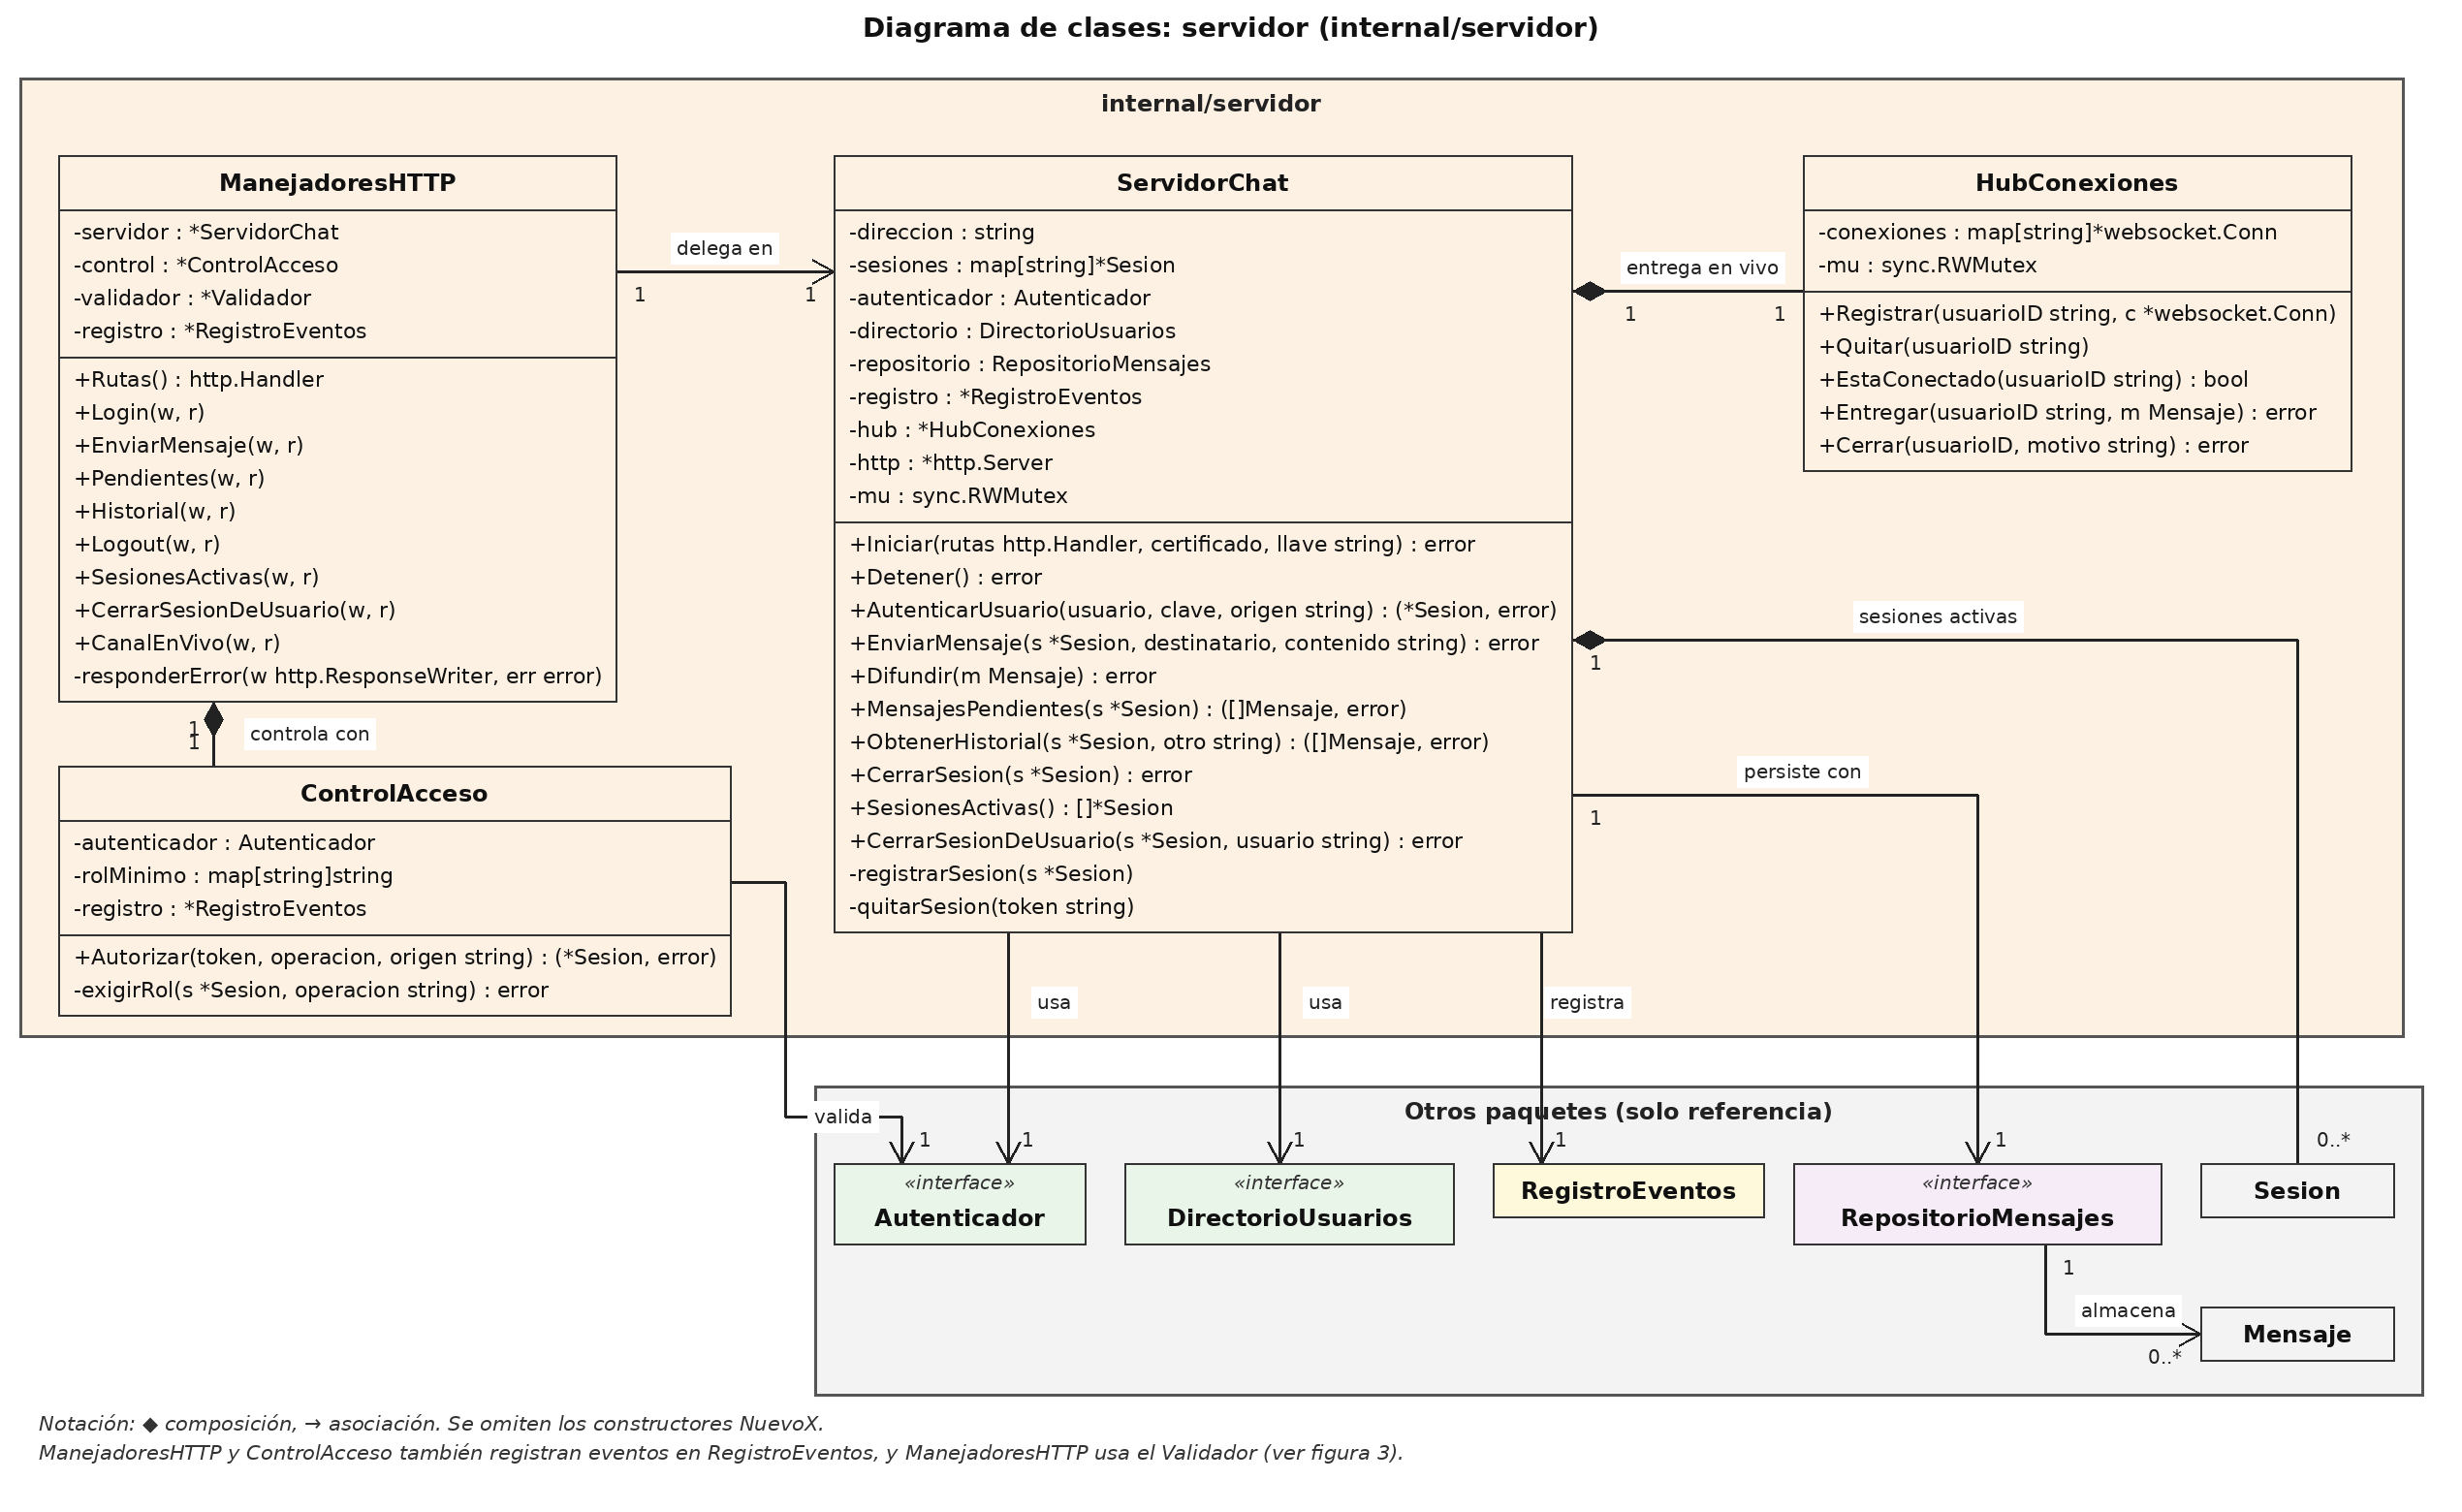 Diagrama de clases: servidor (internal/servidor)
internal/servidor
ManejadoresHTTP
-servidor : *ServidorChat
-control : *ControlAcceso
-validador : *Validador
-registro : *RegistroEventos
+Rutas() : http.Handler
+Login(w, r)
+EnviarMensaje(w, r)
+Pendientes(w, r)
+Historial(w, r)
+Logout(w, r)
+SesionesActivas(w, r)
+CerrarSesionDeUsuario(w, r)
+CanalEnVivo(w, r)
-responderError(w http.ResponseWriter, err error)
delega en
1
1
ServidorChat
-direccion : string
-sesiones : map[string]*Sesion
-autenticador : Autenticador
-directorio : DirectorioUsuarios
-repositorio : RepositorioMensajes
-registro : *RegistroEventos
-hub : *HubConexiones
-http : *http.Server
-mu : sync.RWMutex
+Iniciar(rutas http.Handler, certificado, llave string) : error
+Detener() : error
+AutenticarUsuario(usuario, clave, origen string) : (*Sesion, error)
+EnviarMensaje(s *Sesion, destinatario, contenido string) : error
+Difundir(m Mensaje) : error
+MensajesPendientes(s *Sesion) : ([]Mensaje, error)
+ObtenerHistorial(s *Sesion, otro string) : ([]Mensaje, error)
+CerrarSesion(s *Sesion) : error
+SesionesActivas() : []*Sesion
+CerrarSesionDeUsuario(s *Sesion, usuario string) : error
-registrarSesion(s *Sesion)
-quitarSesion(token string)
entrega en vivo
1
1
HubConexiones
-conexiones : map[string]*websocket.Conn
-mu : sync.RWMutex
+Registrar(usuarioID string, c *websocket.Conn)
+Quitar(usuarioID string)
+EstaConectado(usuarioID string) : bool
+Entregar(usuarioID string, m Mensaje) : error
+Cerrar(usuarioID, motivo string) : error
sesiones activas
1
persiste con
1
1
1
controla con
ControlAcceso
-autenticador : Autenticador
-rolMinimo : map[string]string
-registro : *RegistroEventos
+Autorizar(token, operacion, origen string) : (*Sesion, error)
-exigirRol(s *Sesion, operacion string) : error
usa
usa
registra
Otros paquetes (solo referencia)
valida
1
1
1
1
1
0..*
«interface»
Autenticador
«interface»
DirectorioUsuarios
RegistroEventos
«interface»
RepositorioMensajes
Sesion
1
almacena
0..*
Mensaje
Notación: ◆ composición, → asociación. Se omiten los constructores NuevoX.
ManejadoresHTTP y ControlAcceso también registran eventos en RegistroEventos, y ManejadoresHTTP usa el Validador (ver figura 3).